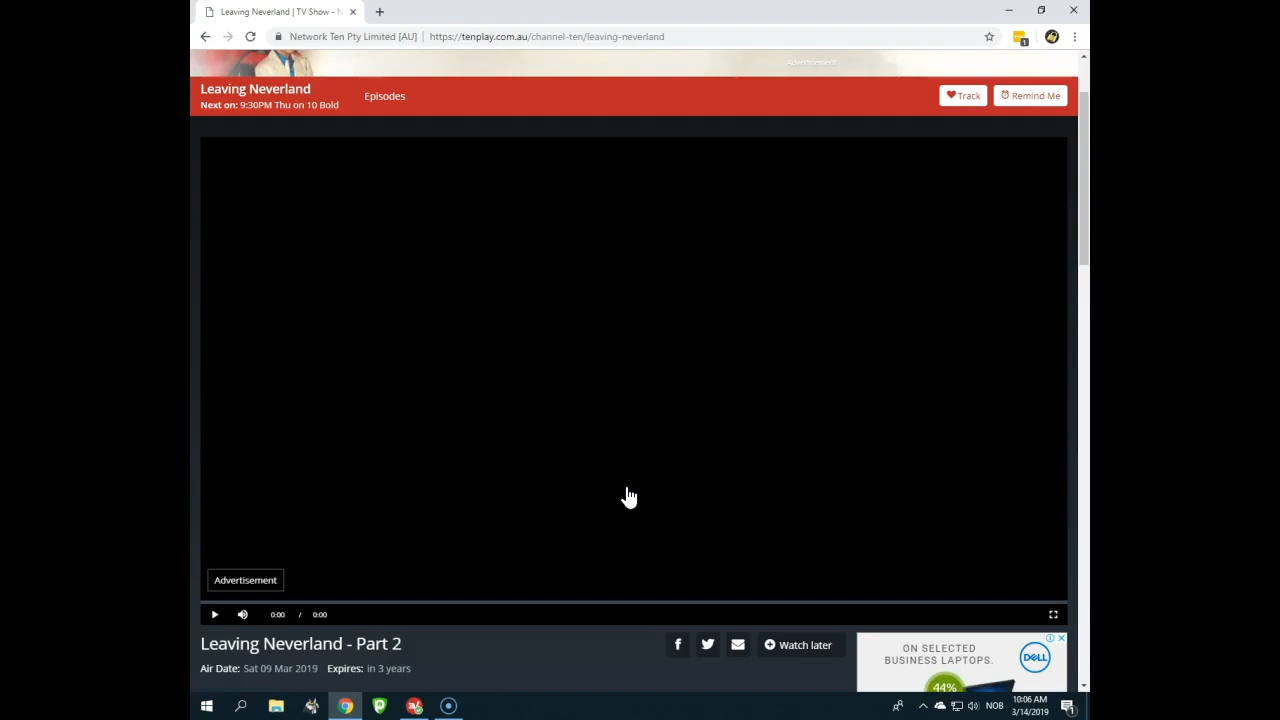 Leaving Neverland | TV Show - N
Network Ten Pty Limited [AU] | https://tenplay.com.au/channel-ten/leaving-neverland
1
Advertisement
Leaving Neverland
Next on: 9:30PM Thu on 10 Bold
Episodes
Track
Remind Me
Advertisement
0:00 / 0:00
Leaving Neverland - Part 2
Watch later
Air Date: Sat 09 Mar 2019 Expires: in 3 years
ON SELECTED
BUSINESS LAPTOPS.
DELL
44%
NOB
10:06 AM
3/14/2019
1